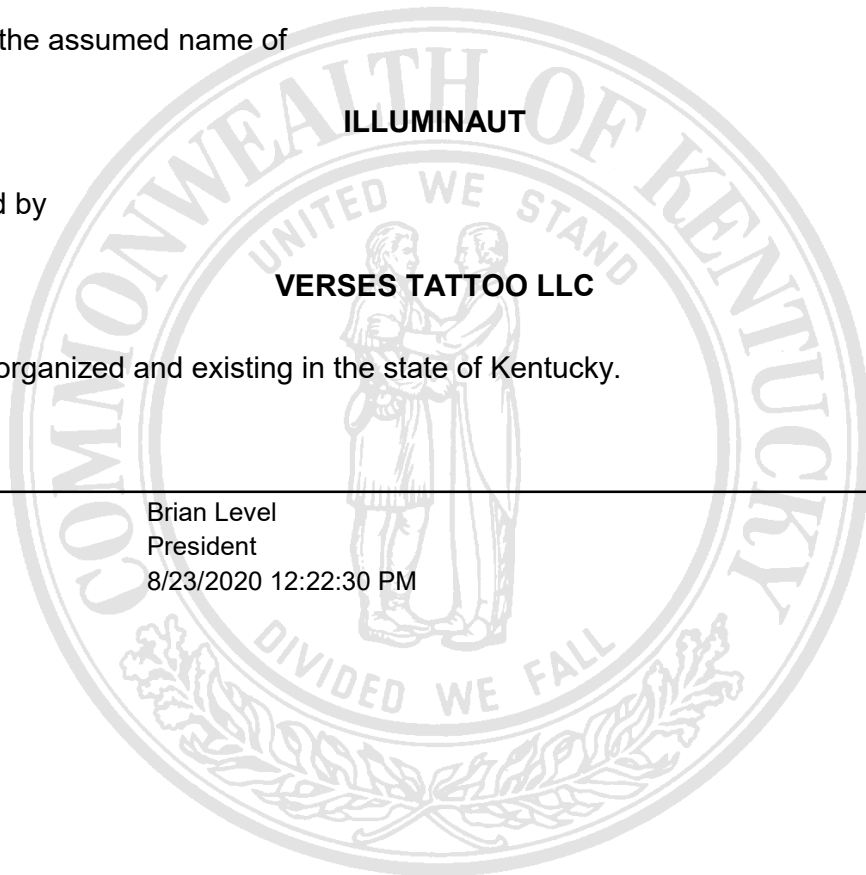 the assumed name of
ILLUMINAUT
d by
VERSES TATTOO LLC
organized and existing in the state of Kentucky.
Brian Level
President
8/23/2020 12:22:30 PM
COMMONWEALTH OF KENTUCKY
UNITED WE STAND
DIVIDED WE FALL